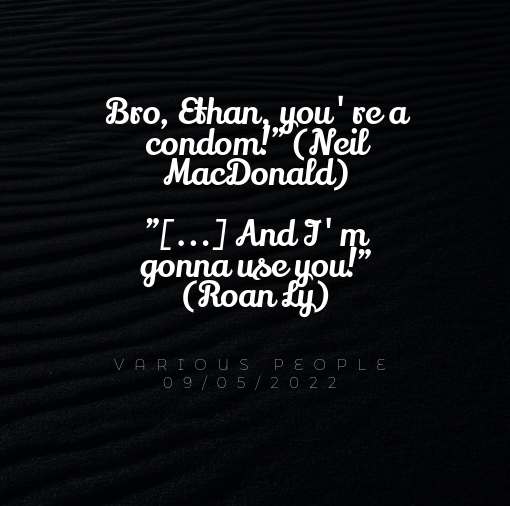 Bro, Ethan, you're a
condom!" (Neil
MacDonald)
"[...] And I'm
gonna use you!"
(Roan Ly)
VARIOUS PEOPLE
09/05/2022